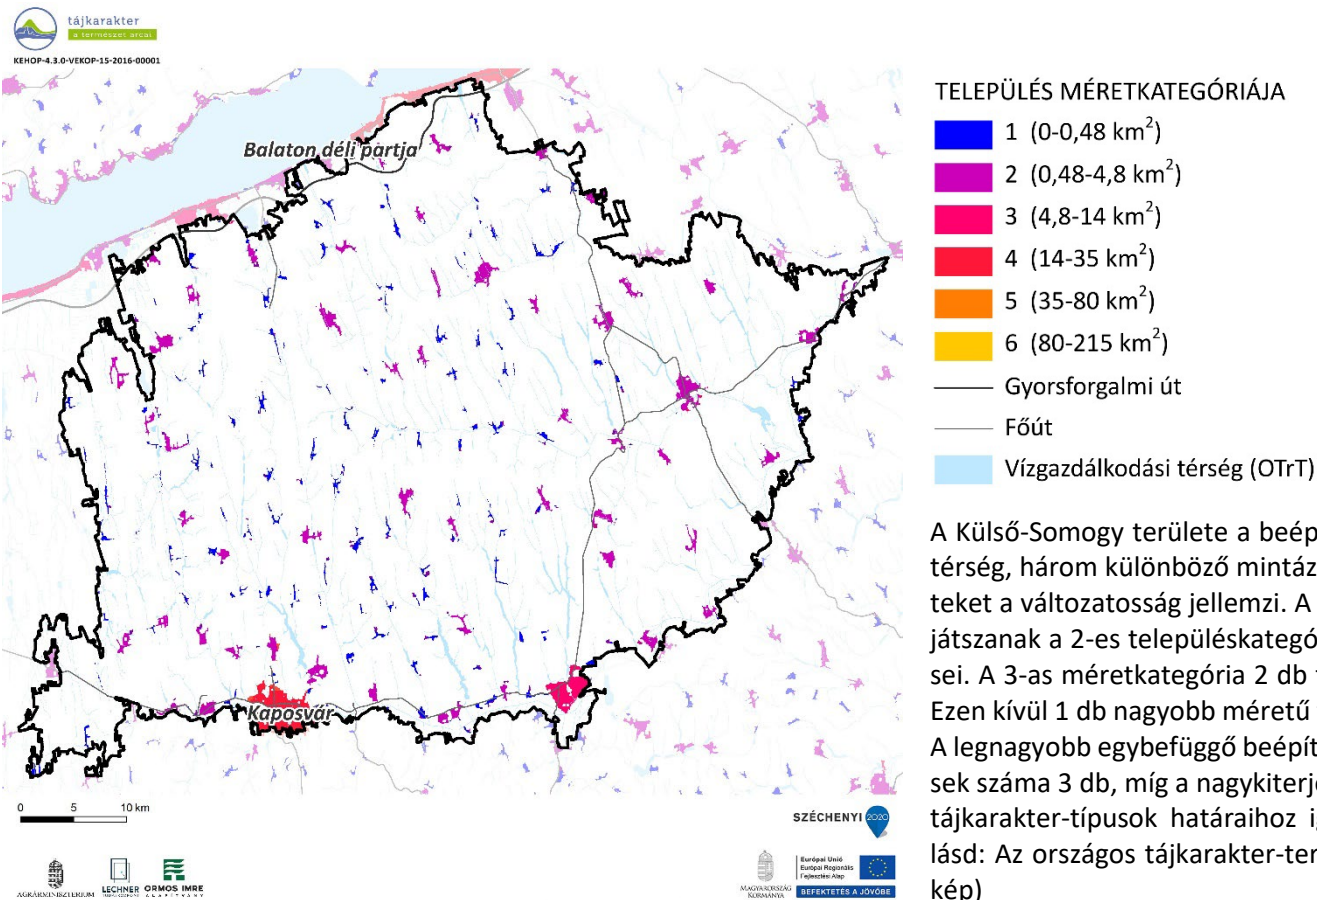 tájkarakter
a természet arcai
KEHOP-4.3.0-VEKOP-15-2016-00001
Balaton déli partja
Kaposvár
0 5 10 km
SZÉCHENYI 2020
AGRÁRMINISZTÉRIUM
LECHNER
ORMOS IMRE
ALAPÍTVÁNY
MAGYARORSZÁG
KORMÁNYA
Európai Unió
Európai Regionális
Fejlesztési Alap
BEFEKTETÉS A JÖVŐBE
TELEPÜLÉS MÉRETKATEGÓRIÁJA
1 (0-0,48 km²)
2 (0,48-4,8 km²)
3 (4,8-14 km²)
4 (14-35 km²)
5 (35-80 km²)
6 (80-215 km²)
Gyorsforgalmi út
Főút
Vízgazdálkodási térség (OTrT)
A Külső-Somogy területe a beép
térség, három különböző mintáz
teket a változatosság jellemzi. A
játszanak a 2-es településkategó
sei. A 3-as méretkategória 2 db
Ezen kívül 1 db nagyobb méretű
A legnagyobb egybefüggő beépít
sek száma 3 db, míg a nagykiterj
tájkarakter-típusok határaihoz
lásd: Az országos tájkarakter-ter
kép)